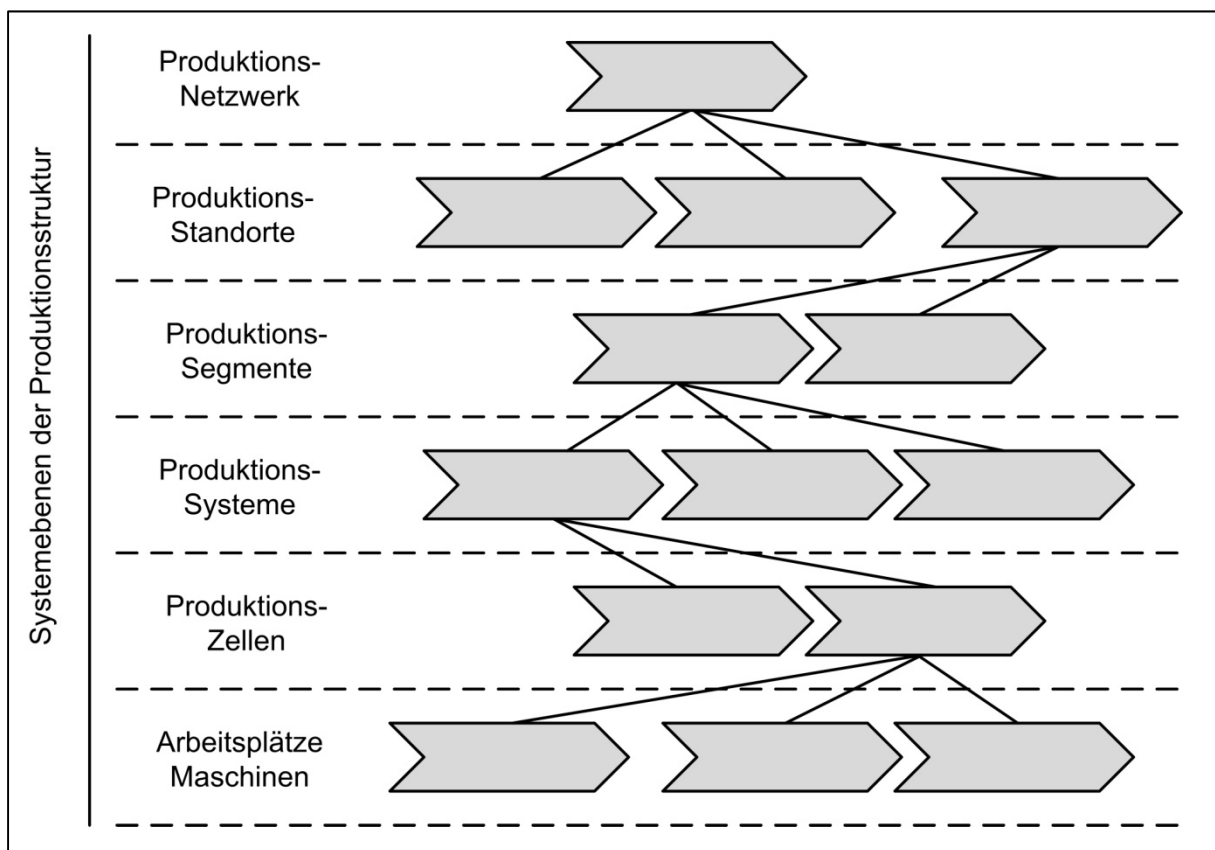 Systemebenen der Produktionsstruktur
Produktions-
Netzwerk
Produktions-
Standorte
Produktions-
Segmente
Produktions-
Systeme
Produktions-
Zellen
Arbeitsplätze
Maschinen